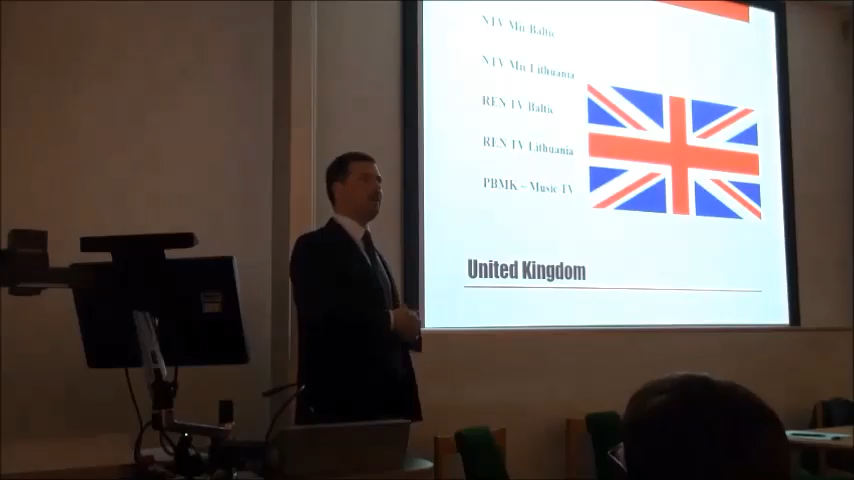 NTV Mir Baltic
NTV Mir Lithuania
REN TV Baltic
REN TV Lithuania
PBMK – Music TV
United Kingdom